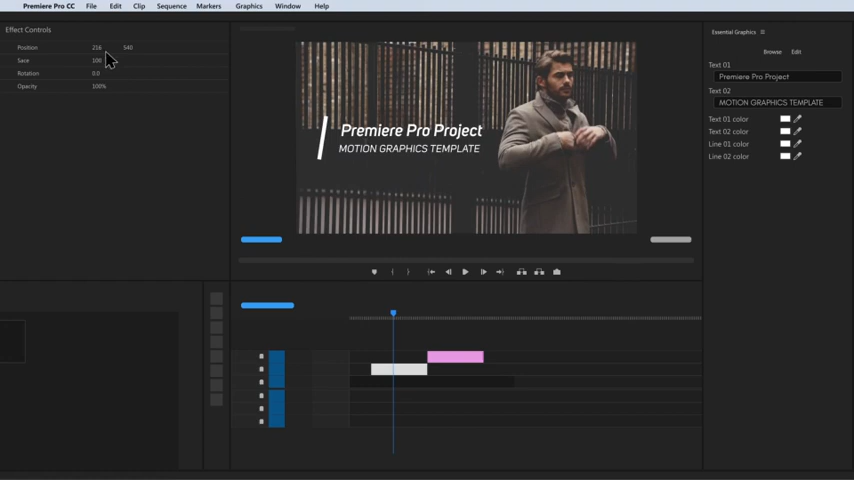 Premiere Pro CC File Edit Clip Sequence Markers Graphics Window Help
Effect Controls
Position 216 540
Sace 100
Rotation 0.0
Opacity 100%
Premiere Pro Project
MOTION GRAPHICS TEMPLATE
Essential Graphics
Browse Edit
Text 01
Premiere Pro Project
Text 02
MOTION GRAPHICS TEMPLATE
Text 01 color
Text 02 color
Line 01 color
Line 02 color